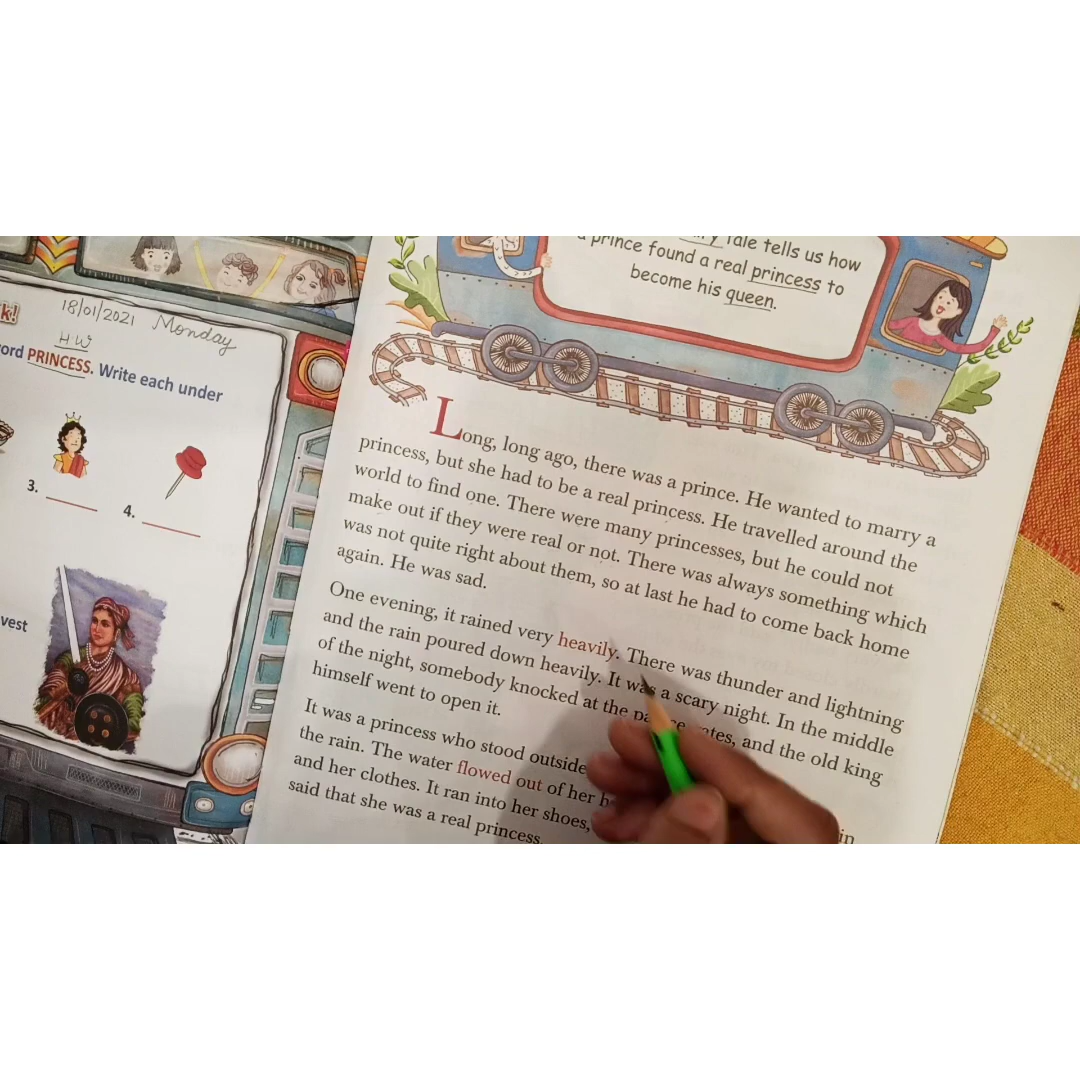 k!
18/01/2021 Monday
HW
ord PRINCESS. Write each under
3.
4.
vest
Tale tells us how
a prince found a real princess to
become his queen.
Long, long ago, there was a prince. He wanted to marry a
princess, but she had to be a real princess. He travelled around the
world to find one. There were many princesses, but he could not
make out if they were real or not. There was always something which
was not quite right about them, so at last he had to come back home
again. He was sad.
One evening, it rained very heavily. There was thunder and lightning
and the rain poured down heavily. It was a scary night. In the middle
of the night, somebody knocked at the gates, and the old king
himself went to open it.
It was a princess who stood outside in
the rain. The water flowed out of her
and her clothes. It ran into her shoes,
said that she was a real princess.